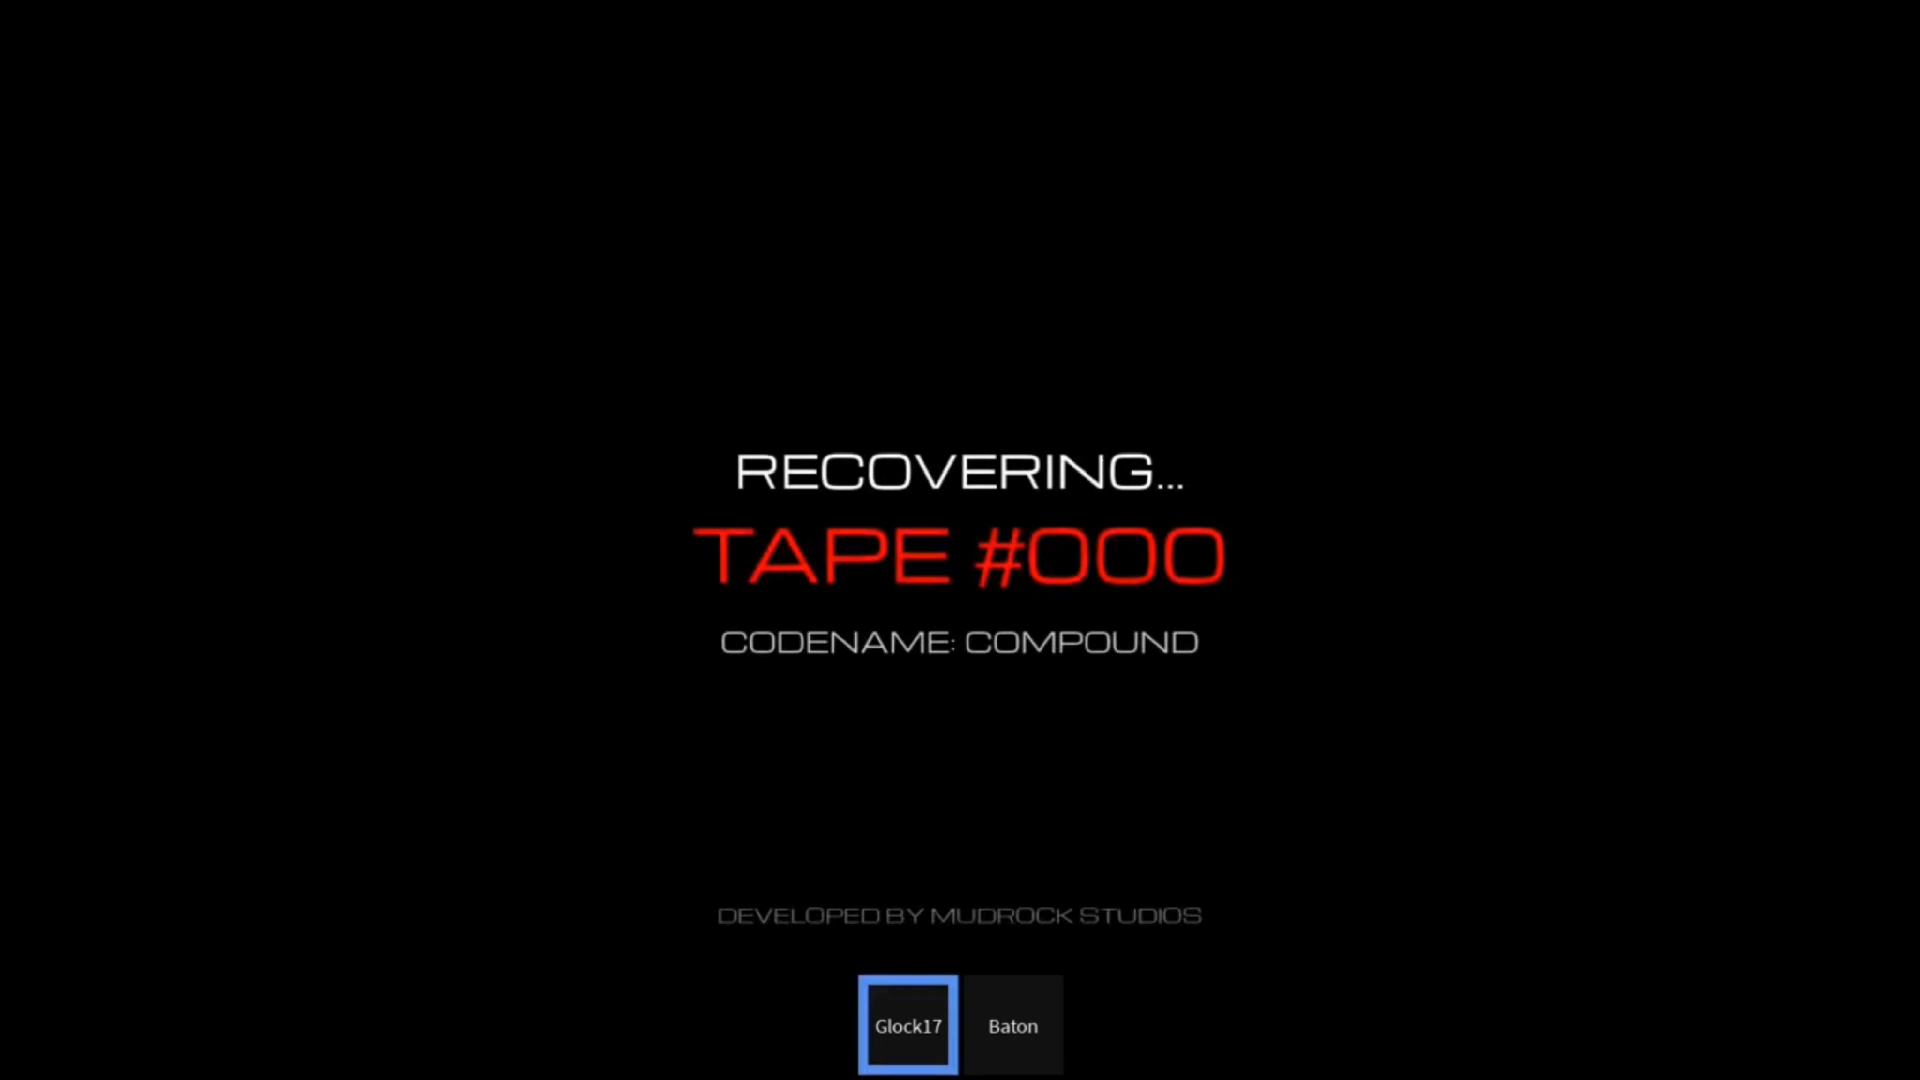 RECOVERING...
TAPE #000
CODENAME: COMPOUND
DEVELOPED BY MUDROCK STUDIOS
Glock17 Baton